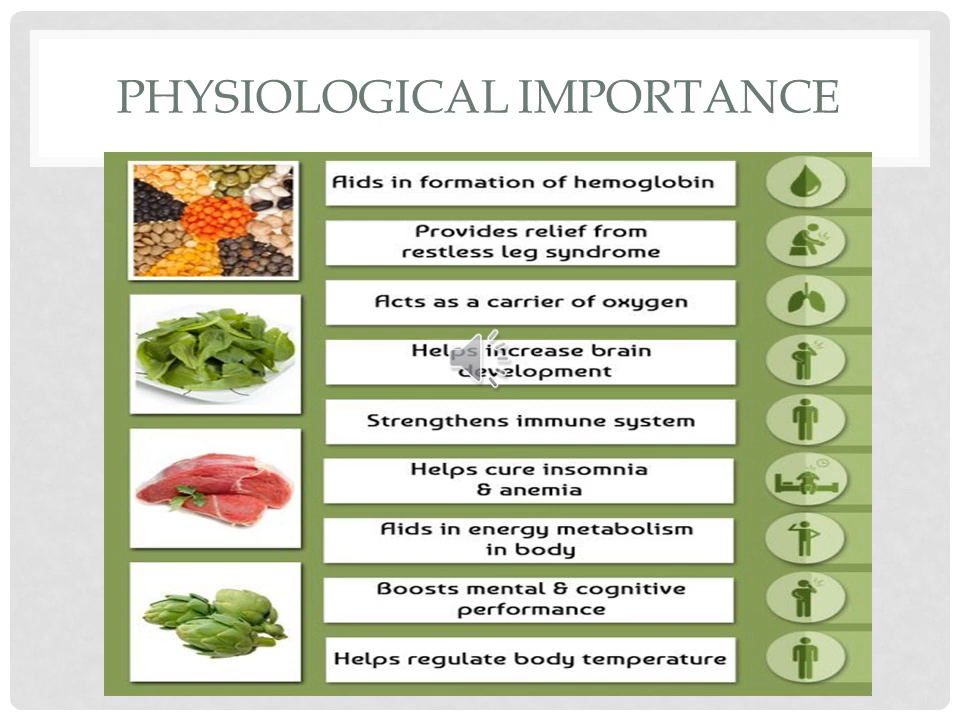 PHYSIOLOGICAL IMPORTANCE
Aids in formation of hemoglobin
Provides relief from
restless leg syndrome
Acts as a carrier of oxygen
Helps increase brain
development
Strengthens immune system
Helps cure insomnia
& anemia
Aids in energy metabolism
in body
Boosts mental & cognitive
performance
Helps regulate body temperature